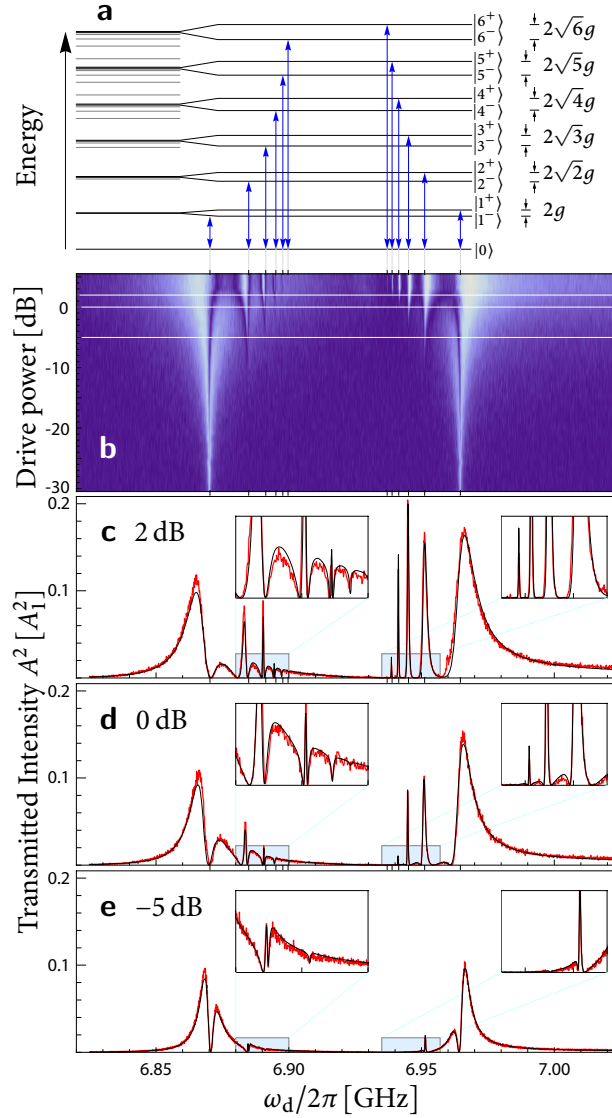 a
Energy
|6⁺⟩
|6⁻⟩
2√6g
|5⁺⟩
|5⁻⟩
2√5g
|4⁺⟩
|4⁻⟩
2√4g
|3⁺⟩
|3⁻⟩
2√3g
|2⁺⟩
|2⁻⟩
2√2g
|1⁺⟩
|1⁻⟩
2g
|0⟩
Drive power [dB]
0
-10
-20
-30
b
Transmitted Intensity A² [A₁²]
0.2
c 2 dB
0.1
0.2
d 0 dB
0.1
0.2
e −5 dB
0.1
6.85 6.90 6.95 7.00
ω_d/2π [GHz]